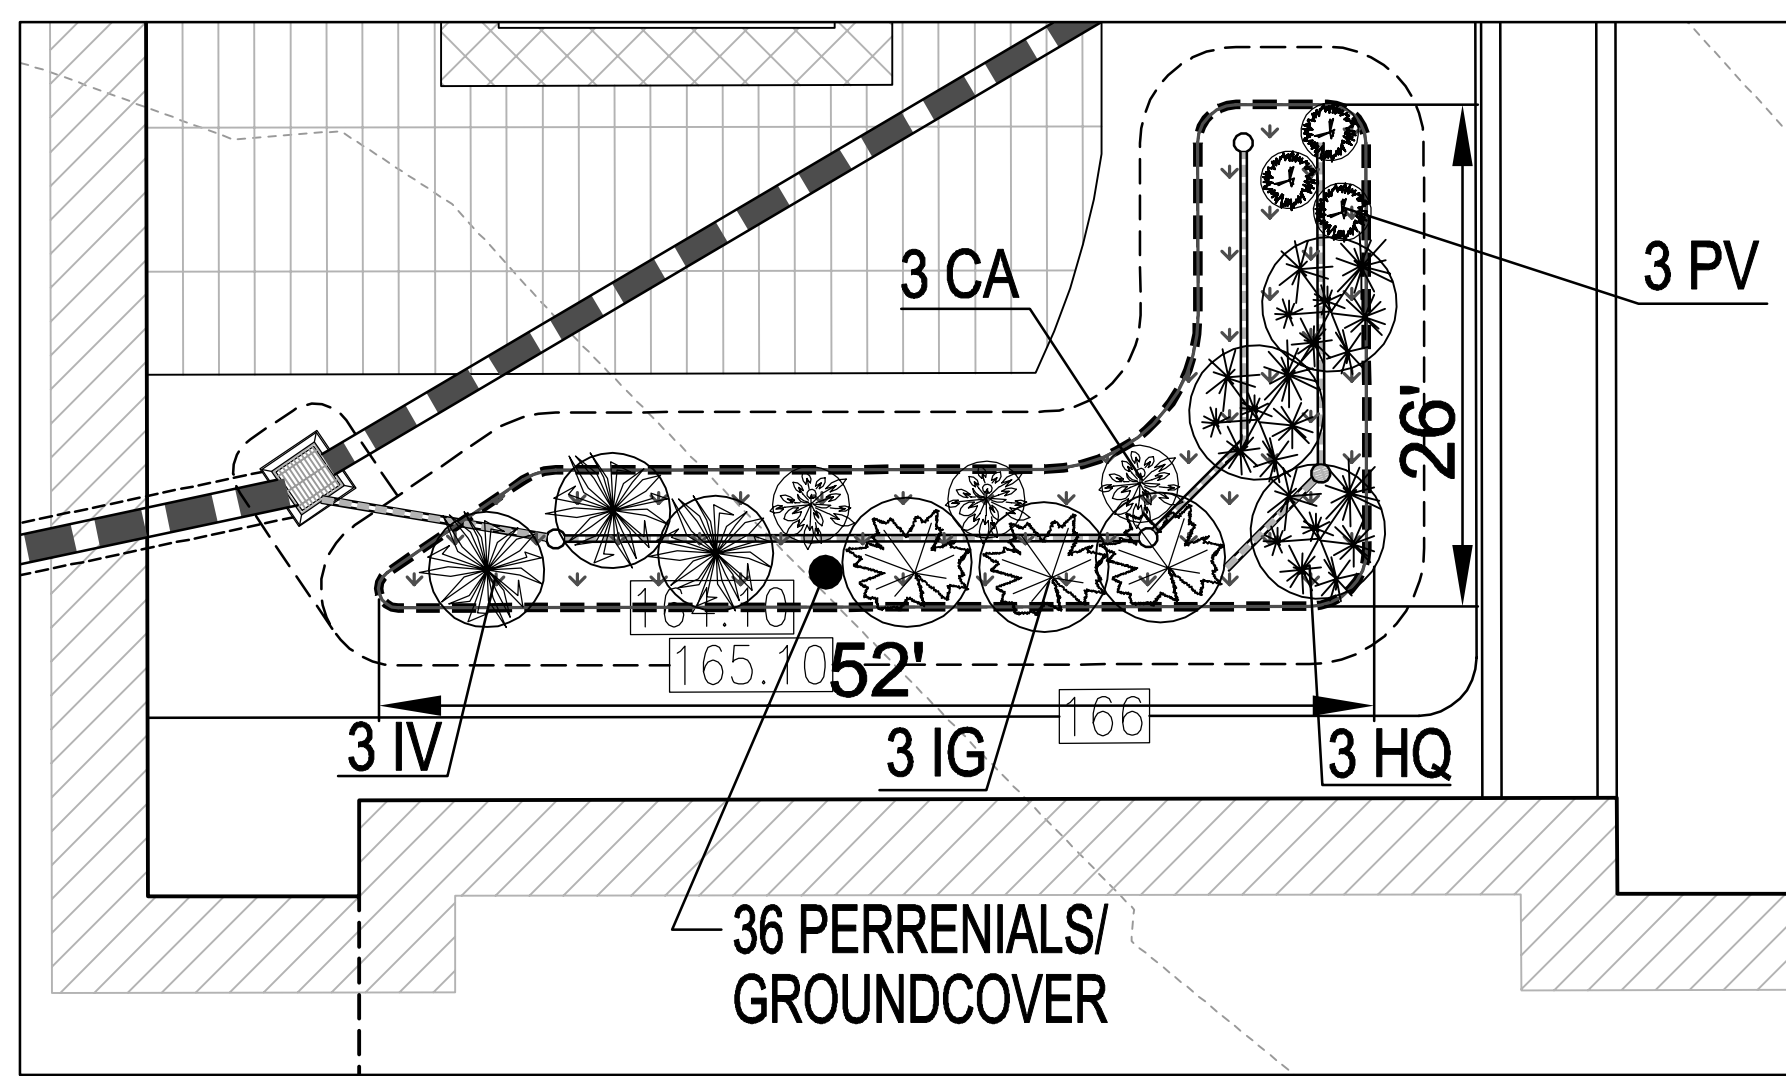 3 CA
3 PV
26'
164.10
165.10
52'
166
3 IV
3 IG
3 HQ
36 PERRENIALS/
GROUNDCOVER